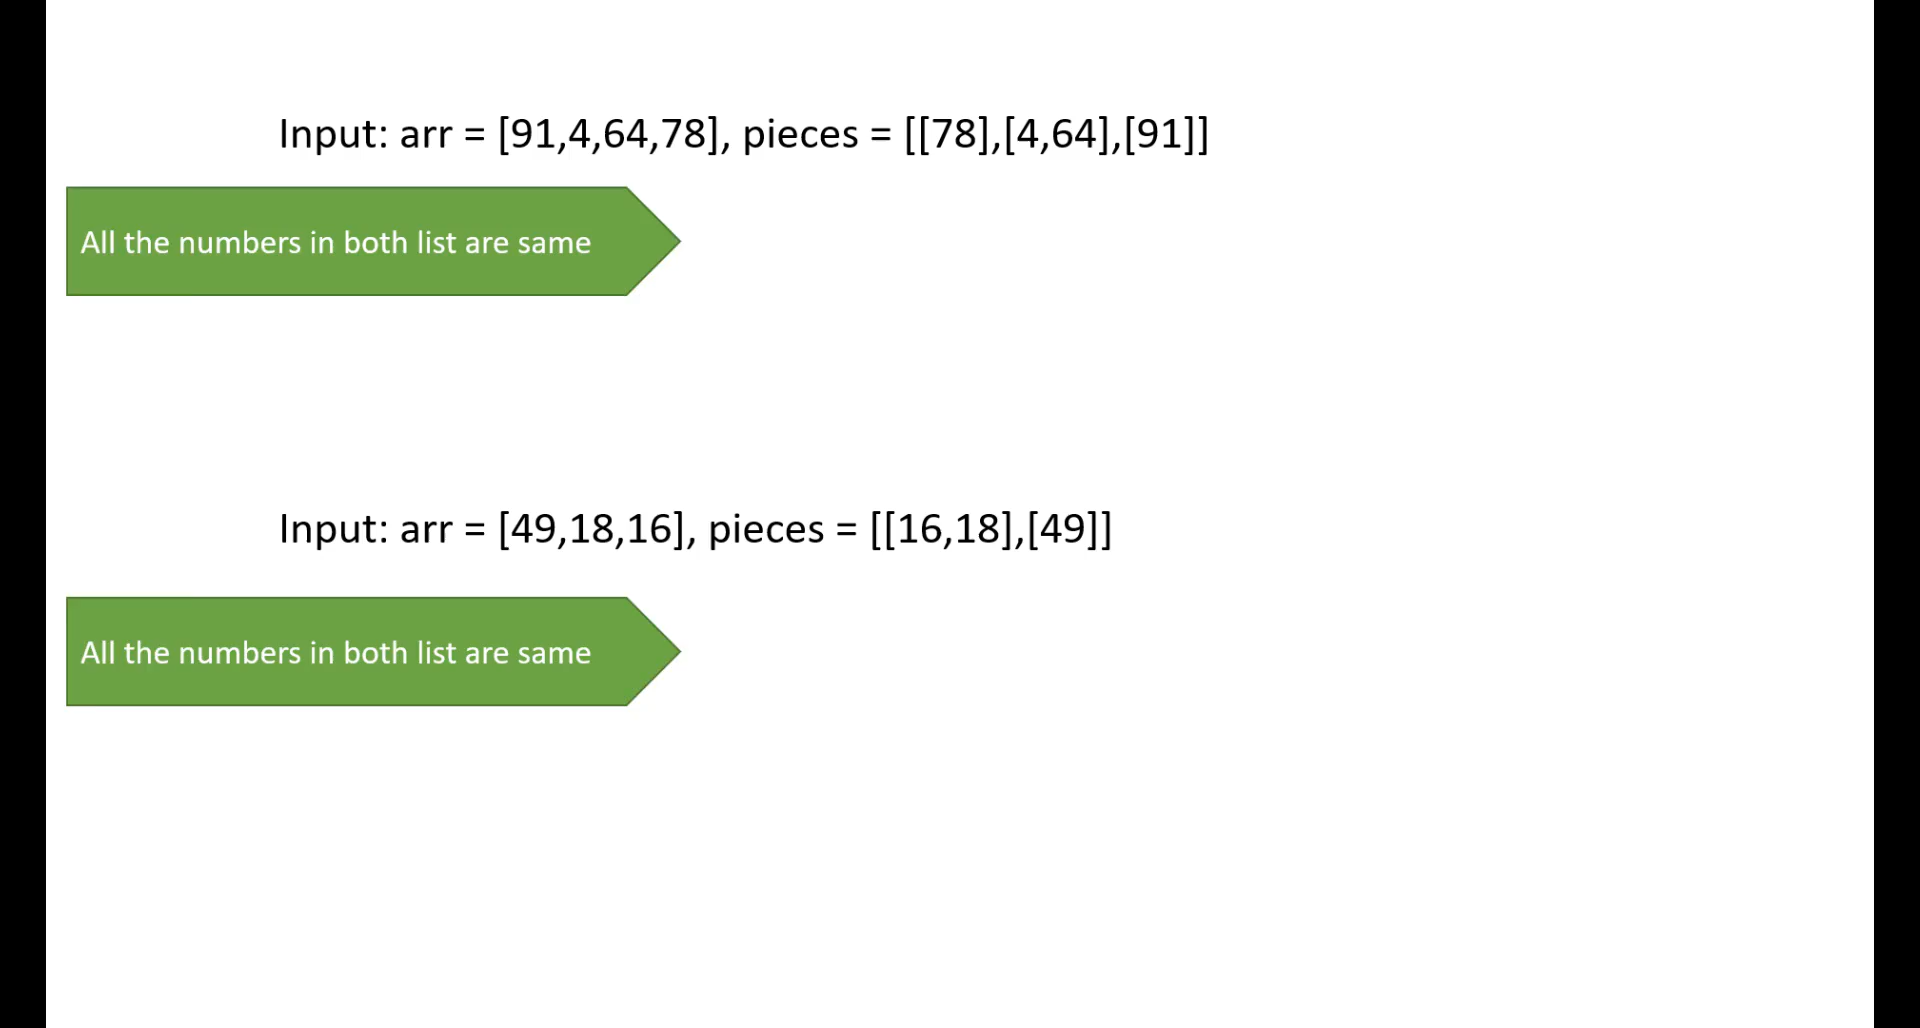 Input: arr = [91,4,64,78], pieces = [[78],[4,64],[91]]
All the numbers in both list are same
Input: arr = [49,18,16], pieces = [[16,18],[49]]
All the numbers in both list are same